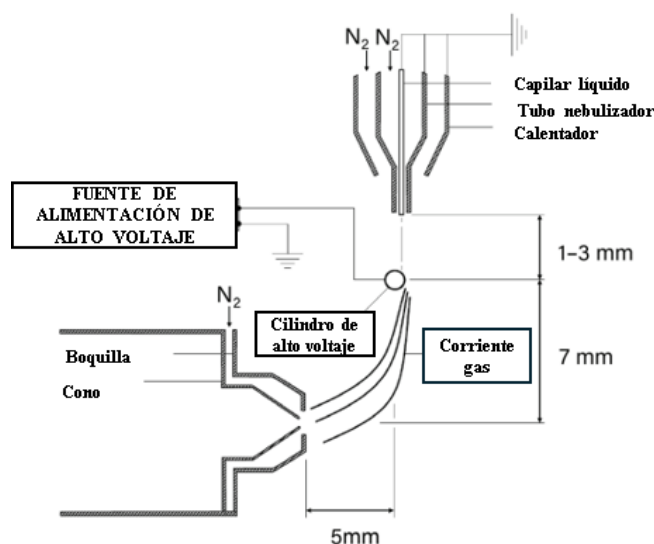 N₂ N₂
Capilar líquido
Tubo nebulizador
Calentador
FUENTE DE
ALIMENTACIÓN DE
ALTO VOLTAJE
1–3 mm
N₂
Cilindro de
alto voltaje
Corriente
gas
7 mm
Boquilla
Cono
5mm